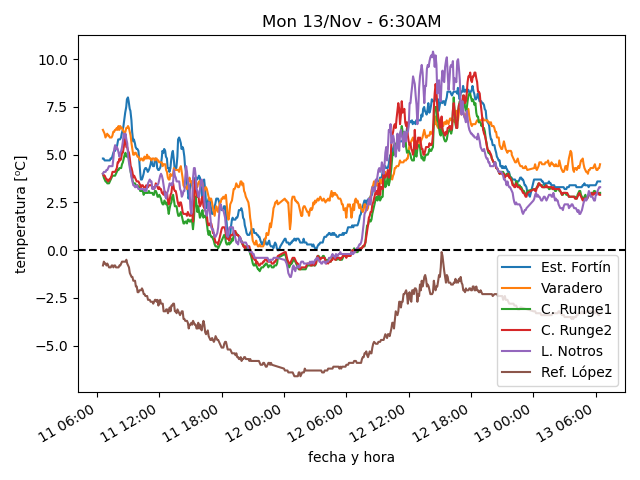 Mon 13/Nov - 6:30AM
temperatura [°C]
10.0
7.5
5.0
2.5
0.0
−2.5
−5.0
Est. Fortín
Varadero
C. Runge1
C. Runge2
L. Notros
Ref. López
11 06:00
11 12:00
11 18:00
12 00:00
12 06:00
12 12:00
12 18:00
13 00:00
13 06:00
fecha y hora